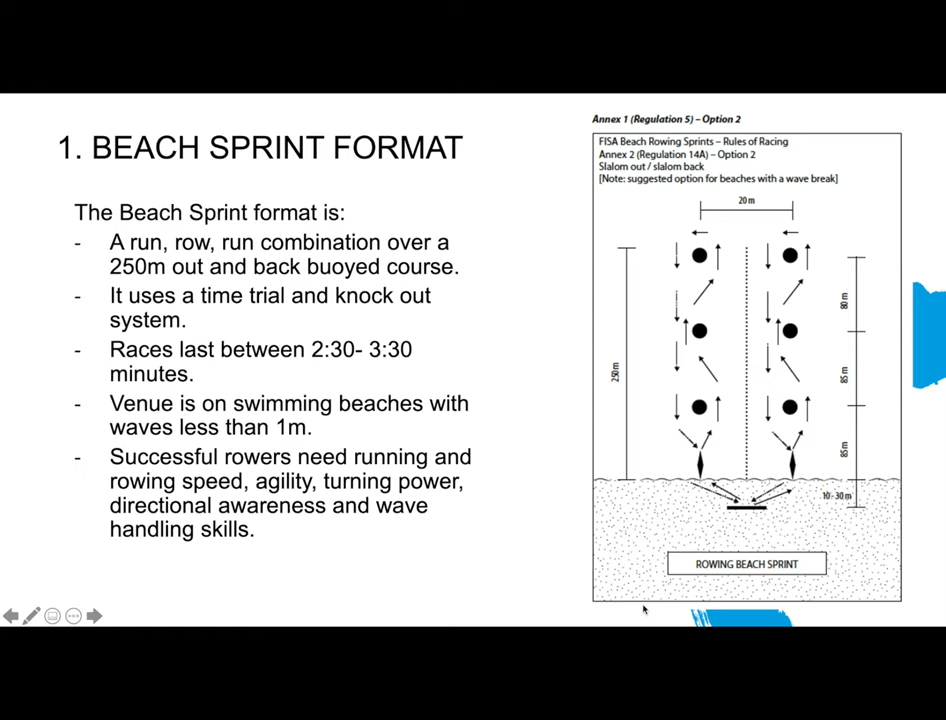 1. BEACH SPRINT FORMAT
The Beach Sprint format is:
- A run, row, run combination over a
250m out and back buoyed course.
- It uses a time trial and knock out
system.
- Races last between 2:30- 3:30
minutes.
- Venue is on swimming beaches with
waves less than 1m.
- Successful rowers need running and
rowing speed, agility, turning power,
directional awareness and wave
handling skills.
Annex 1 (Regulation 5) – Option 2
FISA Beach Rowing Sprints – Rules of Racing
Annex 2 (Regulation 14A) – Option 2
Slalom out / slalom back
[Note: suggested option for beaches with a wave break]
20 m
250 m
80 m
85 m
85 m
10 - 30 m
ROWING BEACH SPRINT